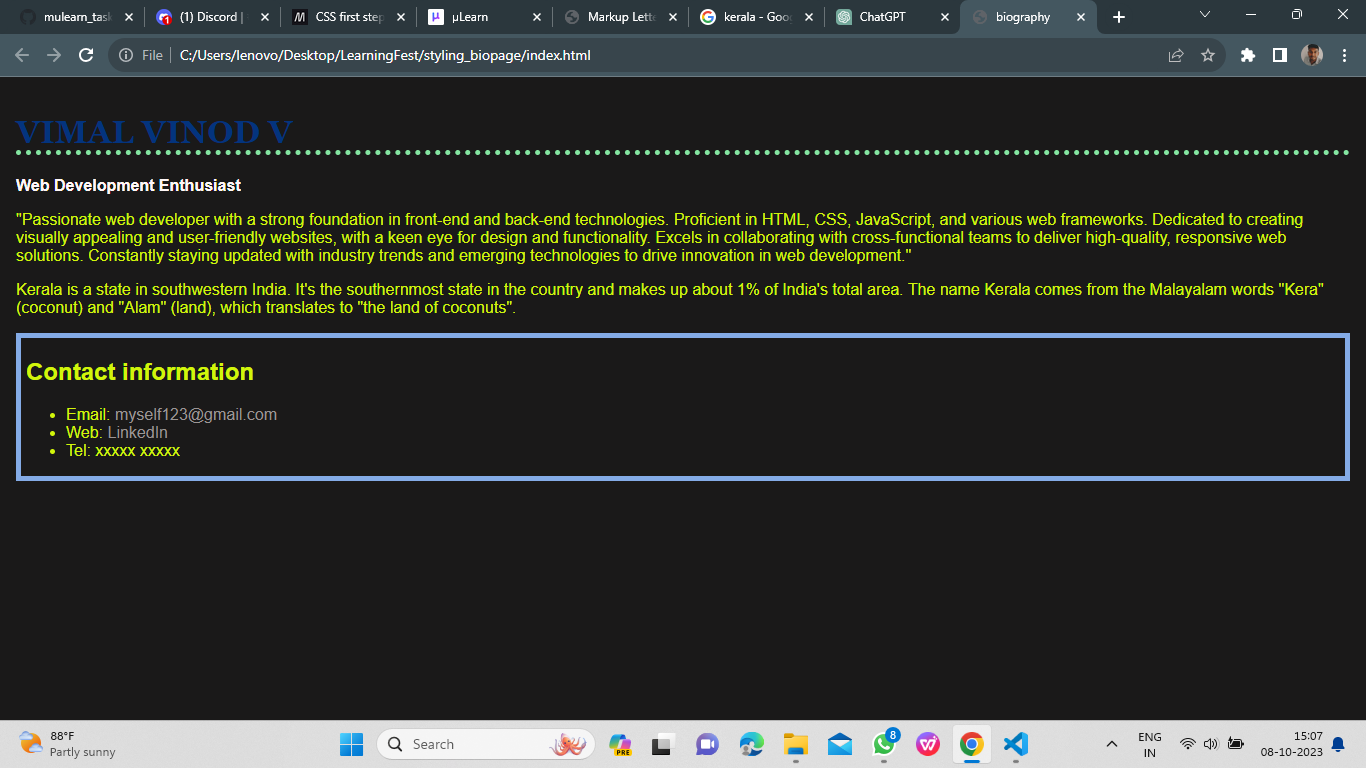 mulearn_task
(1) Discord |
CSS first step
µLearn
Markup Lette
kerala - Goo
ChatGPT
biography
File
C:/Users/lenovo/Desktop/LearningFest/styling_biopage/index.html
VIMAL VINOD V
Web Development Enthusiast
"Passionate web developer with a strong foundation in front-end and back-end technologies. Proficient in HTML, CSS, JavaScript, and various web frameworks. Dedicated to creating
visually appealing and user-friendly websites, with a keen eye for design and functionality. Excels in collaborating with cross-functional teams to deliver high-quality, responsive web
solutions. Constantly staying updated with industry trends and emerging technologies to drive innovation in web development."
Kerala is a state in southwestern India. It's the southernmost state in the country and makes up about 1% of India's total area. The name Kerala comes from the Malayalam words "Kera"
(coconut) and "Alam" (land), which translates to "the land of coconuts".
Contact information
• Email: myself123@gmail.com
• Web: LinkedIn
• Tel: xxxxx xxxxx
88°F
Partly sunny
Search
PRE
8
ENG
IN
15:07
08-10-2023